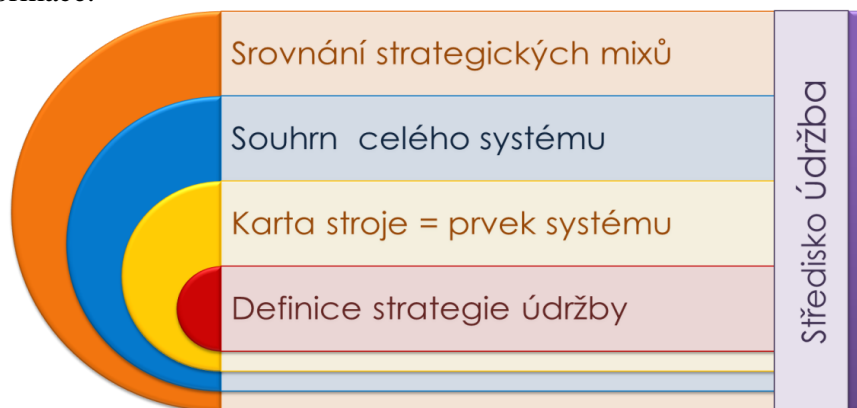 Srovnání strategických mixů
Souhrn celého systému
Karta stroje = prvek systému
Definice strategie údržby
Středisko údržba